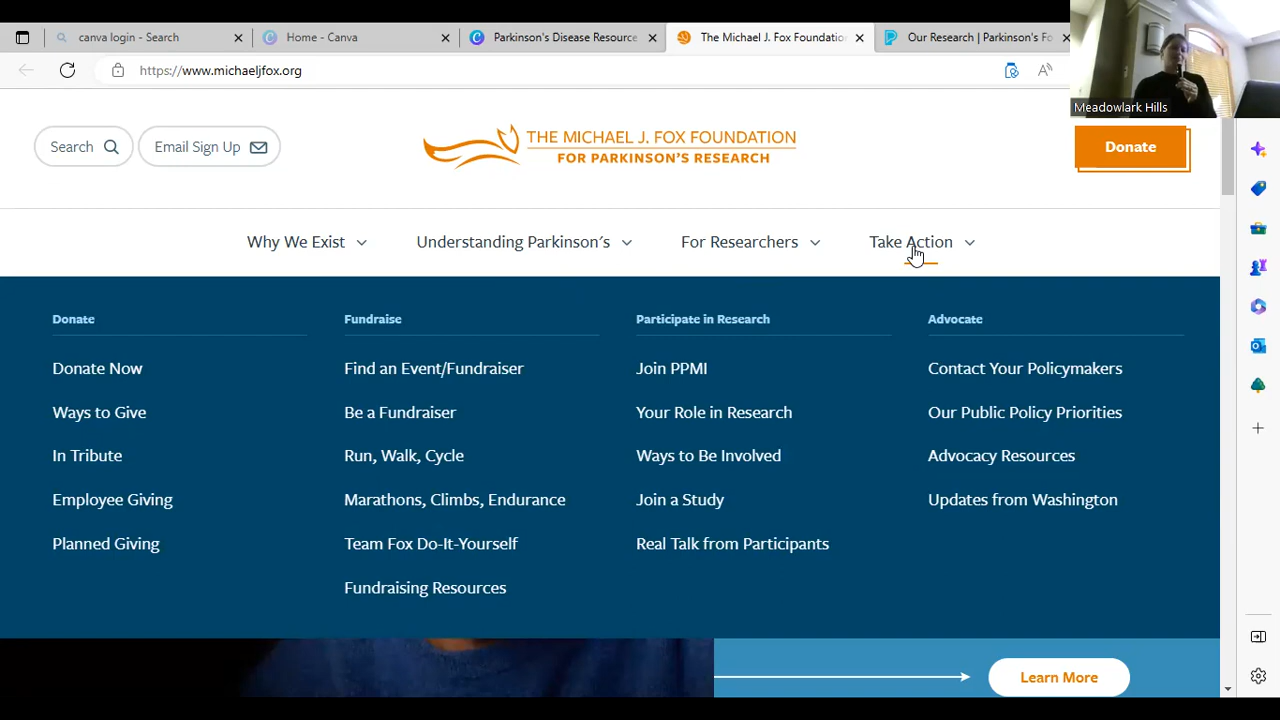 canva login - Search
Home - Canva
Parkinson's Disease Resource
The Michael J. Fox Foundation
Our Research | Parkinson's Fo
https://www.michaeljfox.org
Meadowlark Hills
Search
Email Sign Up
THE MICHAEL J. FOX FOUNDATION
FOR PARKINSON'S RESEARCH
Donate
Why We Exist
Understanding Parkinson's
For Researchers
Take Action
Donate
Donate Now
Ways to Give
In Tribute
Employee Giving
Planned Giving
Fundraise
Find an Event/Fundraiser
Be a Fundraiser
Run, Walk, Cycle
Marathons, Climbs, Endurance
Team Fox Do-It-Yourself
Fundraising Resources
Participate in Research
Join PPMI
Your Role in Research
Ways to Be Involved
Join a Study
Real Talk from Participants
Advocate
Contact Your Policymakers
Our Public Policy Priorities
Advocacy Resources
Updates from Washington
Learn More